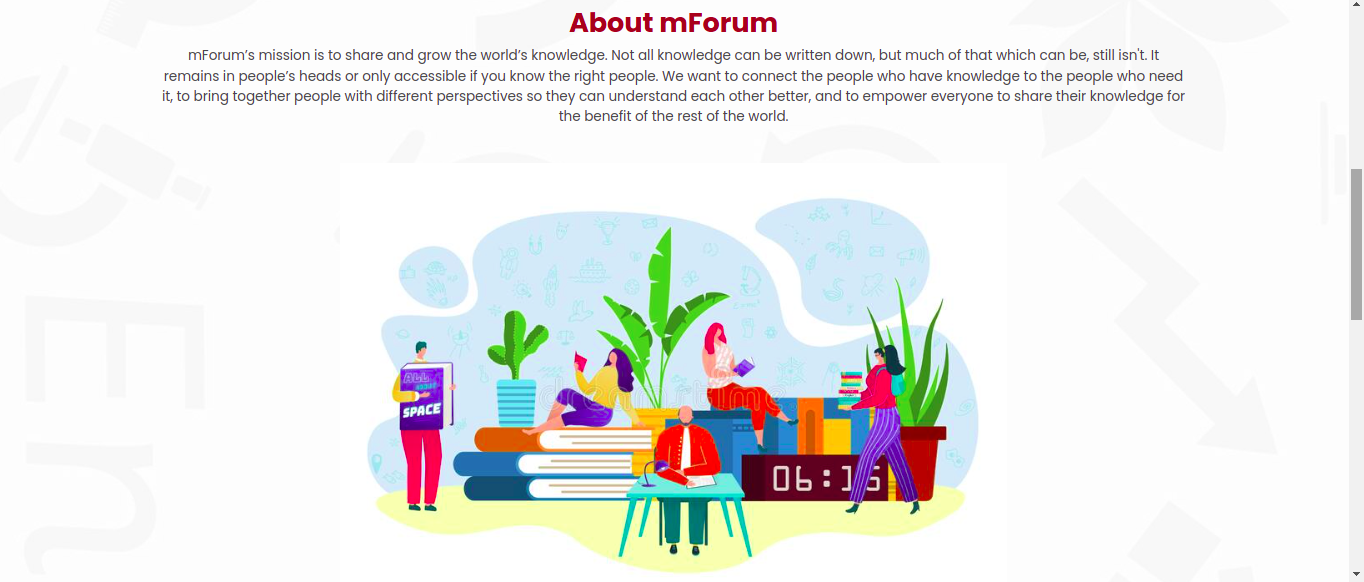 About mForum
mForum’s mission is to share and grow the world’s knowledge. Not all knowledge can be written down, but much of that which can be, still isn't. It
remains in people’s heads or only accessible if you know the right people. We want to connect the people who have knowledge to the people who need
it, to bring together people with different perspectives so they can understand each other better, and to empower everyone to share their knowledge for
the benefit of the rest of the world.
ALL
SPACE
dreamstime.
06:15
En